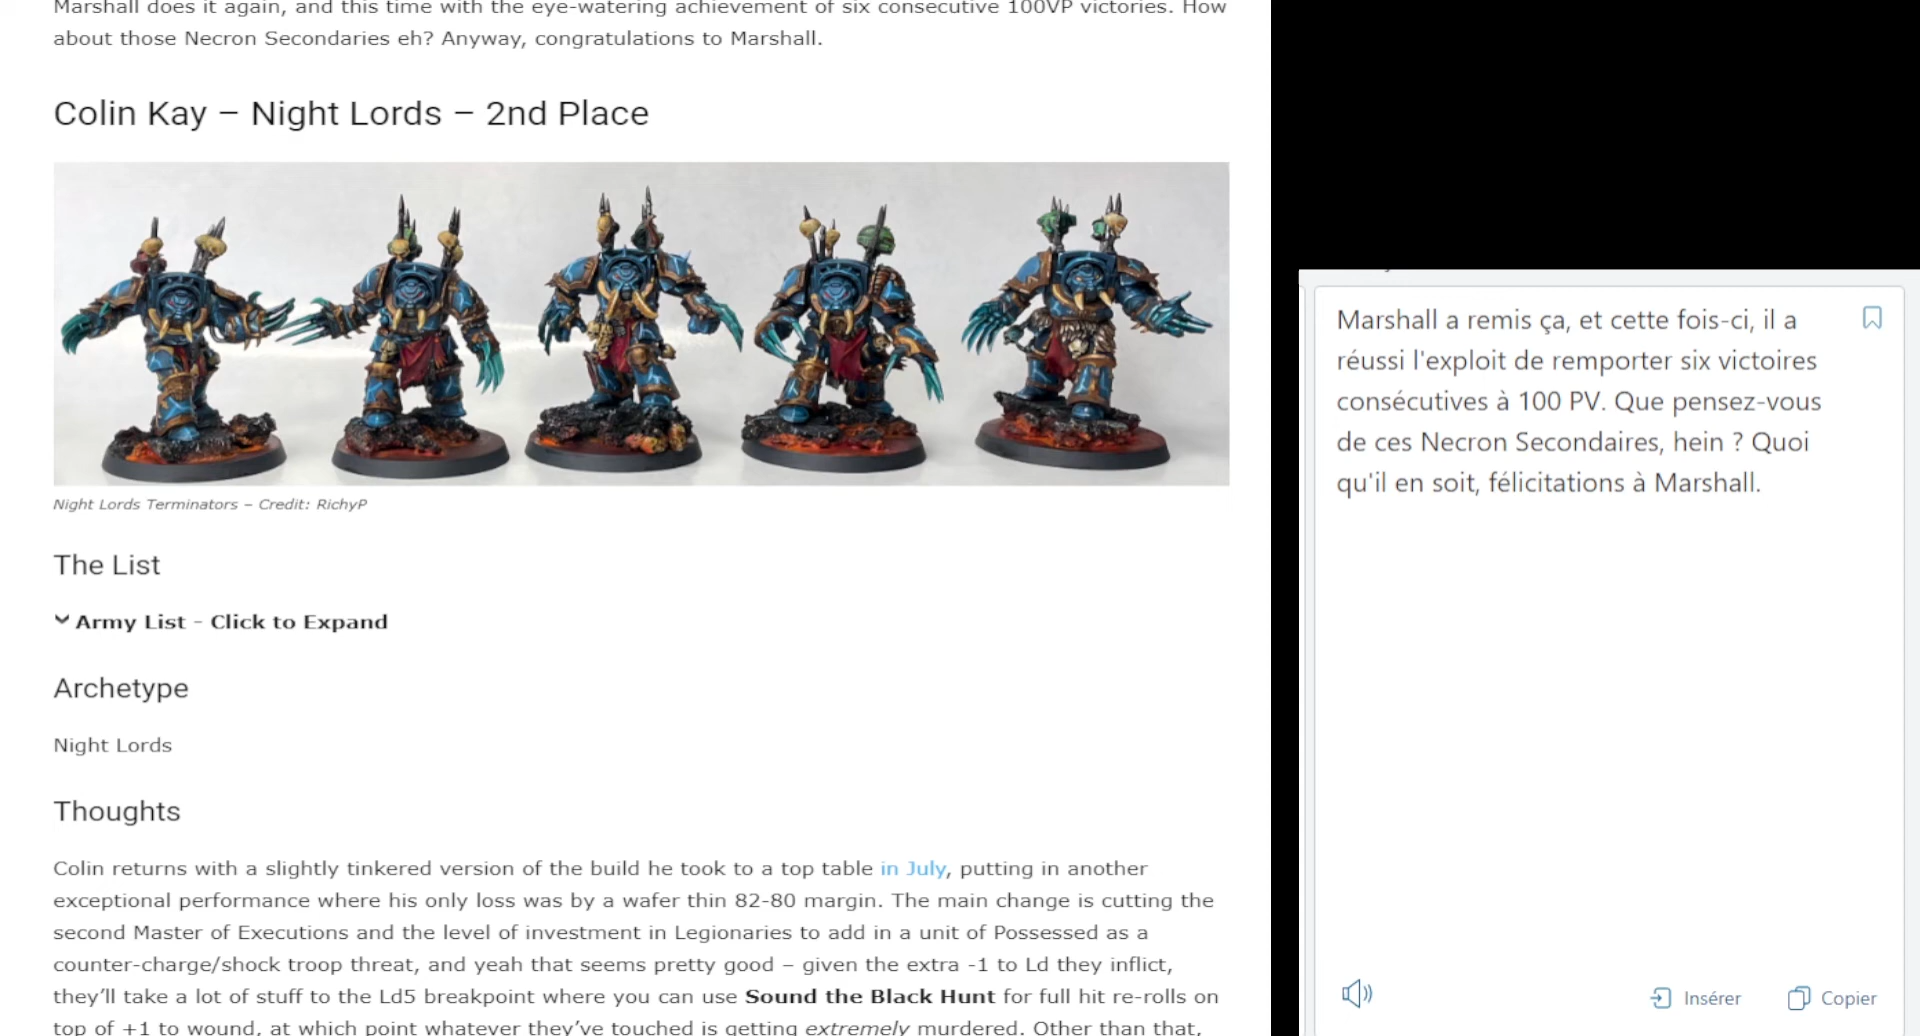 Marshall does it again, and this time with the eye-watering achievement of six consecutive 100VP victories. How
about those Necron Secondaries eh? Anyway, congratulations to Marshall.
Colin Kay – Night Lords – 2nd Place
Night Lords Terminators – Credit: RichyP
The List
Army List - Click to Expand
Archetype
Night Lords
Thoughts
Colin returns with a slightly tinkered version of the build he took to a top table in July, putting in another
exceptional performance where his only loss was by a wafer thin 82-80 margin. The main change is cutting the
second Master of Executions and the level of investment in Legionaries to add in a unit of Possessed as a
counter-charge/shock troop threat, and yeah that seems pretty good – given the extra -1 to Ld they inflict,
they’ll take a lot of stuff to the Ld5 breakpoint where you can use Sound the Black Hunt for full hit re-rolls on
top of +1 to wound, at which point whatever they’ve touched is getting extremely murdered. Other than that,
Marshall a remis ça, et cette fois-ci, il a
réussi l'exploit de remporter six victoires
consécutives à 100 PV. Que pensez-vous
de ces Necron Secondaires, hein ? Quoi
qu'il en soit, félicitations à Marshall.
Insérer
Copier